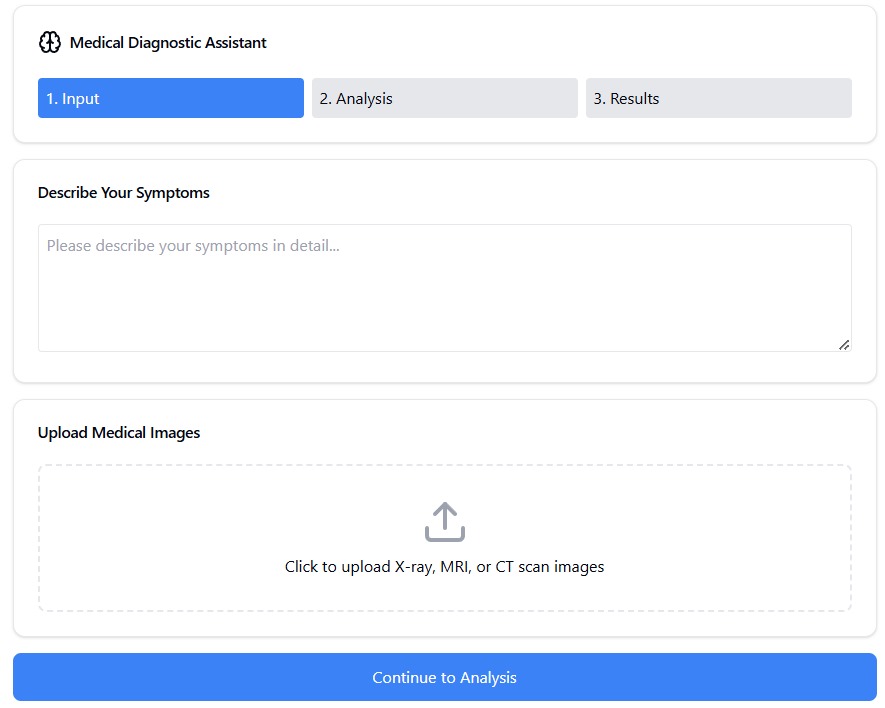 Medical Diagnostic Assistant
1. Input
2. Analysis
3. Results
Describe Your Symptoms
Please describe your symptoms in detail...
Upload Medical Images
Click to upload X-ray, MRI, or CT scan images
Continue to Analysis